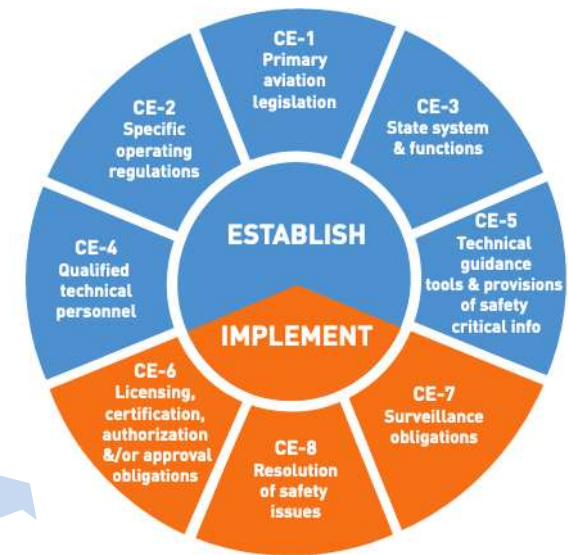 CE-1
Primary
aviation
legislation
CE-2
Specific
operating
regulations
CE-3
State system
& functions
CE-4
Qualified
technical
personnel
CE-5
Technical
guidance
tools & provisions
of safety
critical info
ESTABLISH
IMPLEMENT
CE-6
Licensing,
certification,
authorization
&/or approval
obligations
CE-8
Resolution
of safety
issues
CE-7
Surveillance
obligations